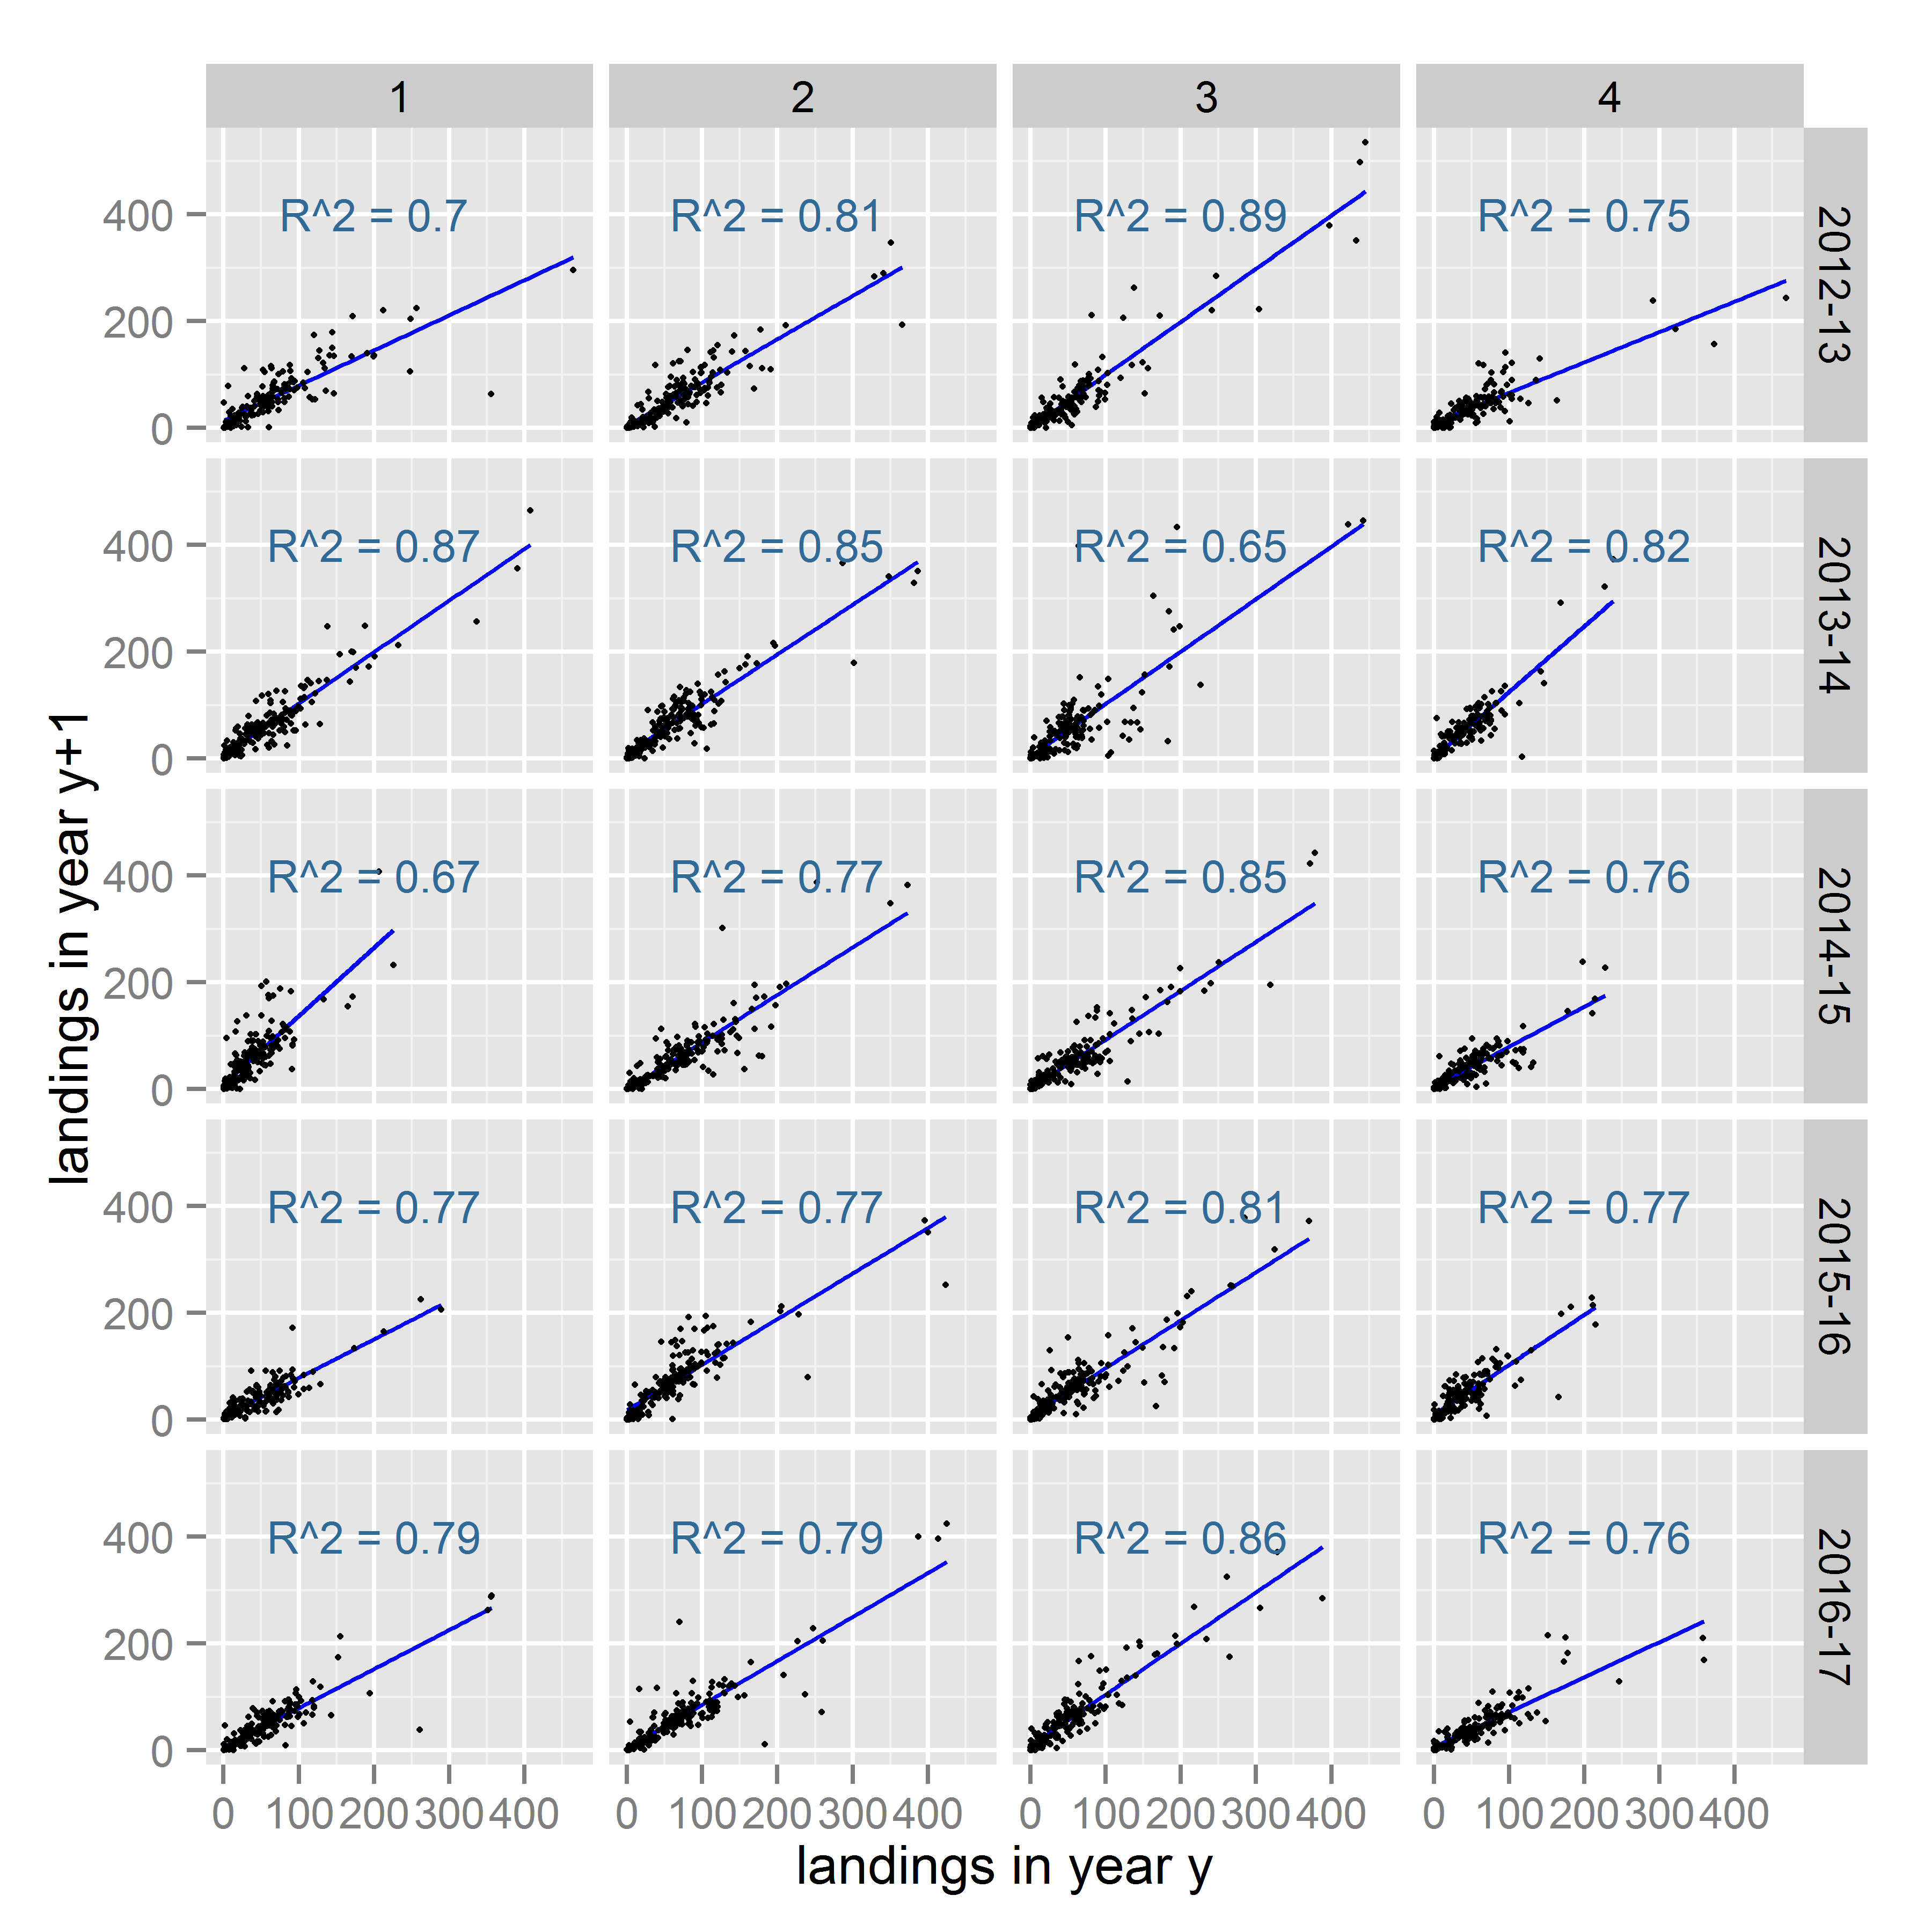 1 2 3 4
400 R^2 = 0.7 R^2 = 0.81 R^2 = 0.89 R^2 = 0.75 2012-13
200
0
400 R^2 = 0.87 R^2 = 0.85 R^2 = 0.65 R^2 = 0.82 2013-14
200
0
400 R^2 = 0.67 R^2 = 0.77 R^2 = 0.85 R^2 = 0.76 2014-15
200
0
400 R^2 = 0.77 R^2 = 0.77 R^2 = 0.81 R^2 = 0.77 2015-16
200
0
400 R^2 = 0.79 R^2 = 0.79 R^2 = 0.86 R^2 = 0.76 2016-17
200
0
0 100 200 300 400 0 100 200 300 400 0 100 200 300 400 0 100 200 300 400
landings in year y
landings in year y+1